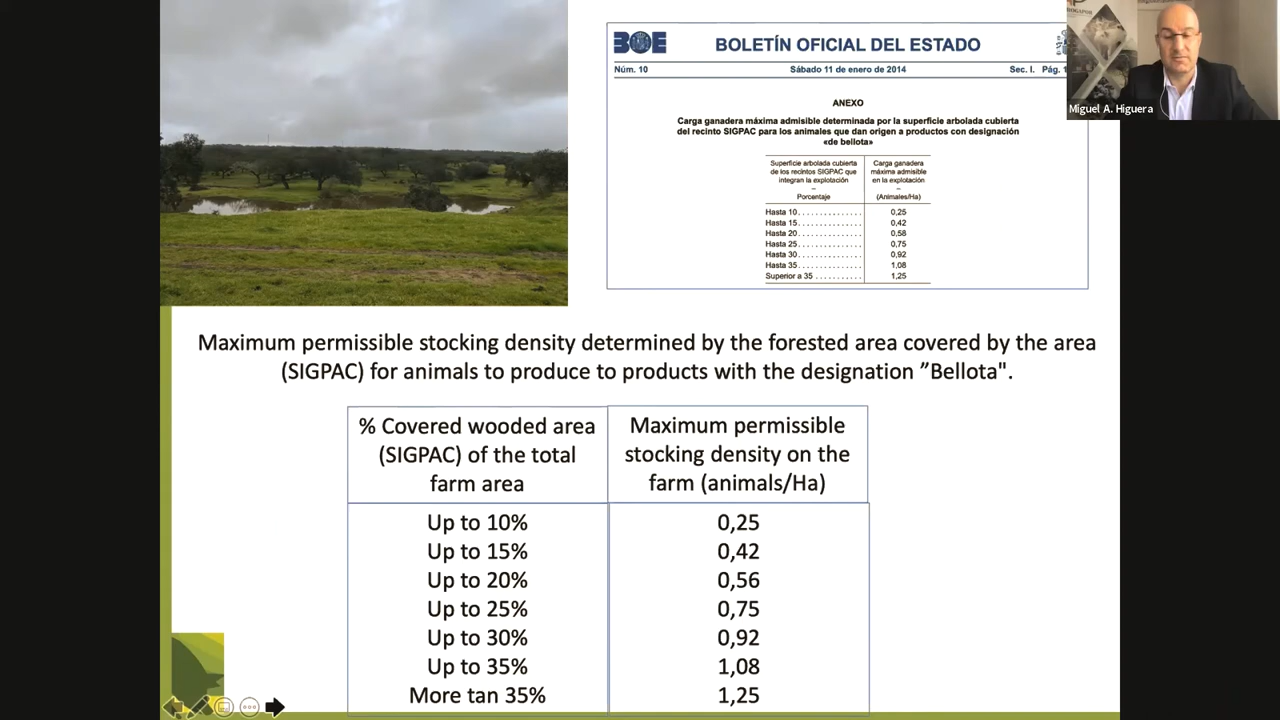 BOE
BOLETÍN OFICIAL DEL ESTADO
Núm. 10 Sábado 11 de enero de 2014 Sec. I. Pág.
ANEXO
Carga ganadera máxima admisible determinada por la superficie arbolada cubierta
del recinto SIGPAC para los animales que dan origen a productos con designación
«de bellota»
Superficie arbolada cubierta
de los recintos SIGPAC que
integran la explotación
–
Porcentaje
Carga ganadera
máxima admisible
en la explotación
–
(Animales/Ha)
Hasta 10. . . . . . . . . . . . . . 0,25
Hasta 15. . . . . . . . . . . . . . 0,42
Hasta 20. . . . . . . . . . . . . . 0,58
Hasta 25. . . . . . . . . . . . . . 0,75
Hasta 30. . . . . . . . . . . . . . 0,92
Hasta 35. . . . . . . . . . . . . . 1,08
Superior a 35 . . . . . . . . . . 1,25
Miguel A. Higuera
Maximum permissible stocking density determined by the forested area covered by the area
(SIGPAC) for animals to produce to products with the designation ”Bellota".
% Covered wooded area
(SIGPAC) of the total
farm area
Maximum permissible
stocking density on the
farm (animals/Ha)
Up to 10% 0,25
Up to 15% 0,42
Up to 20% 0,56
Up to 25% 0,75
Up to 30% 0,92
Up to 35% 1,08
More tan 35% 1,25